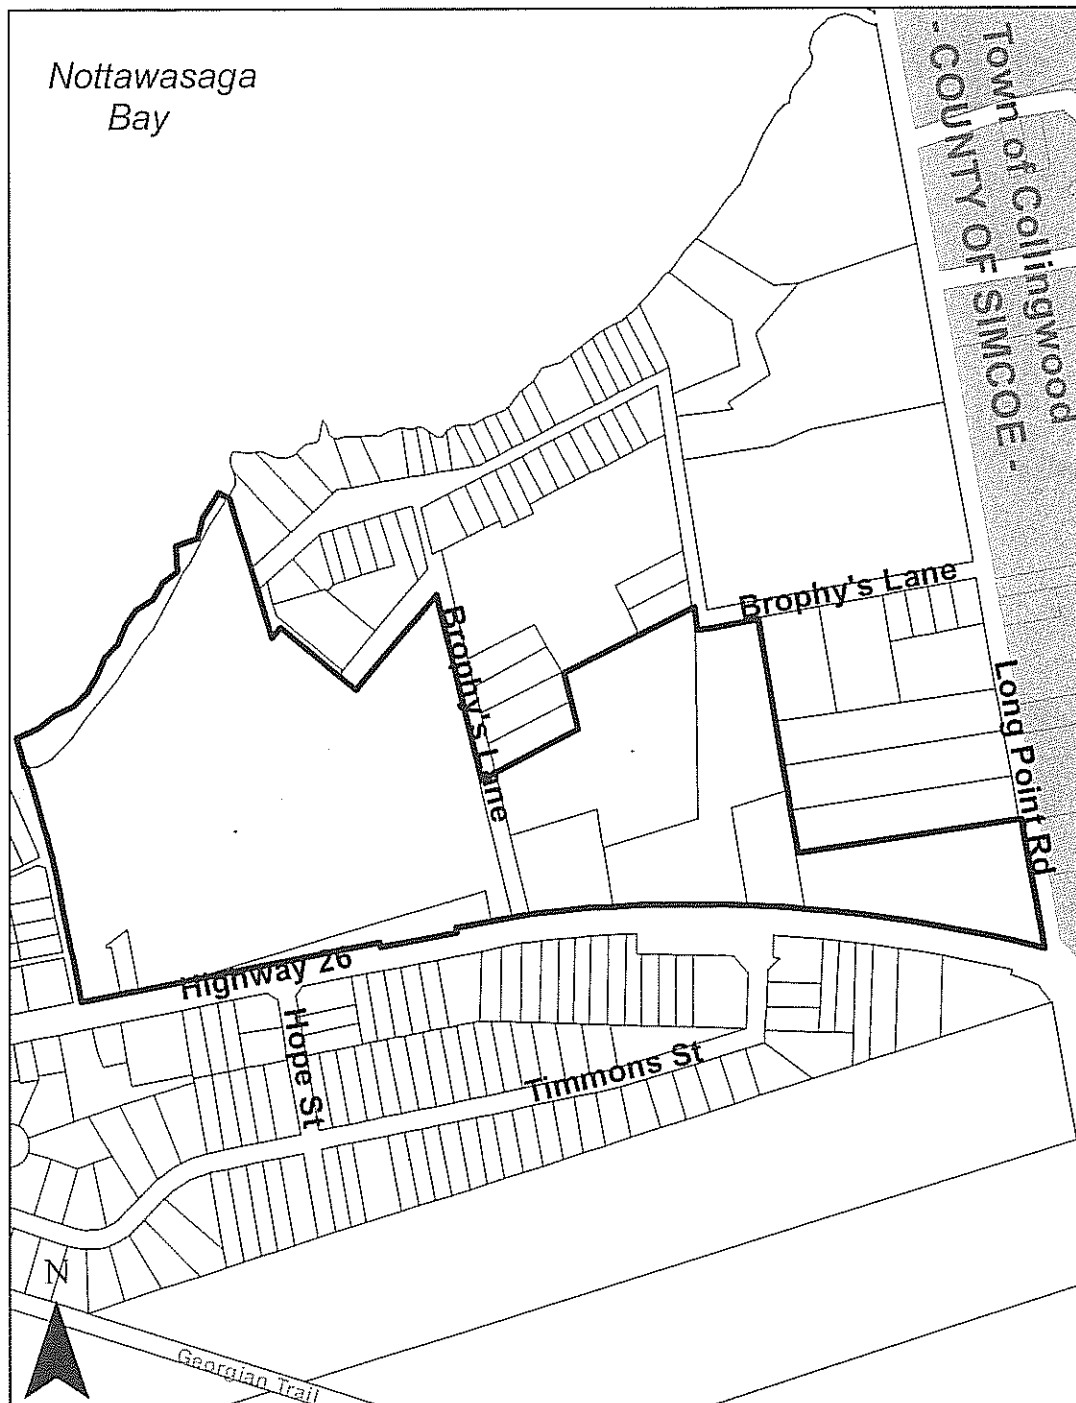 Nottawasaga
Bay
Town of Collingwood
- COUNTY OF SIMCOE -
Brophy's Lane
Brophy's Lane
Long Point Rd
Highway 26
Hope St
Timmons St
N
Georgian Trail